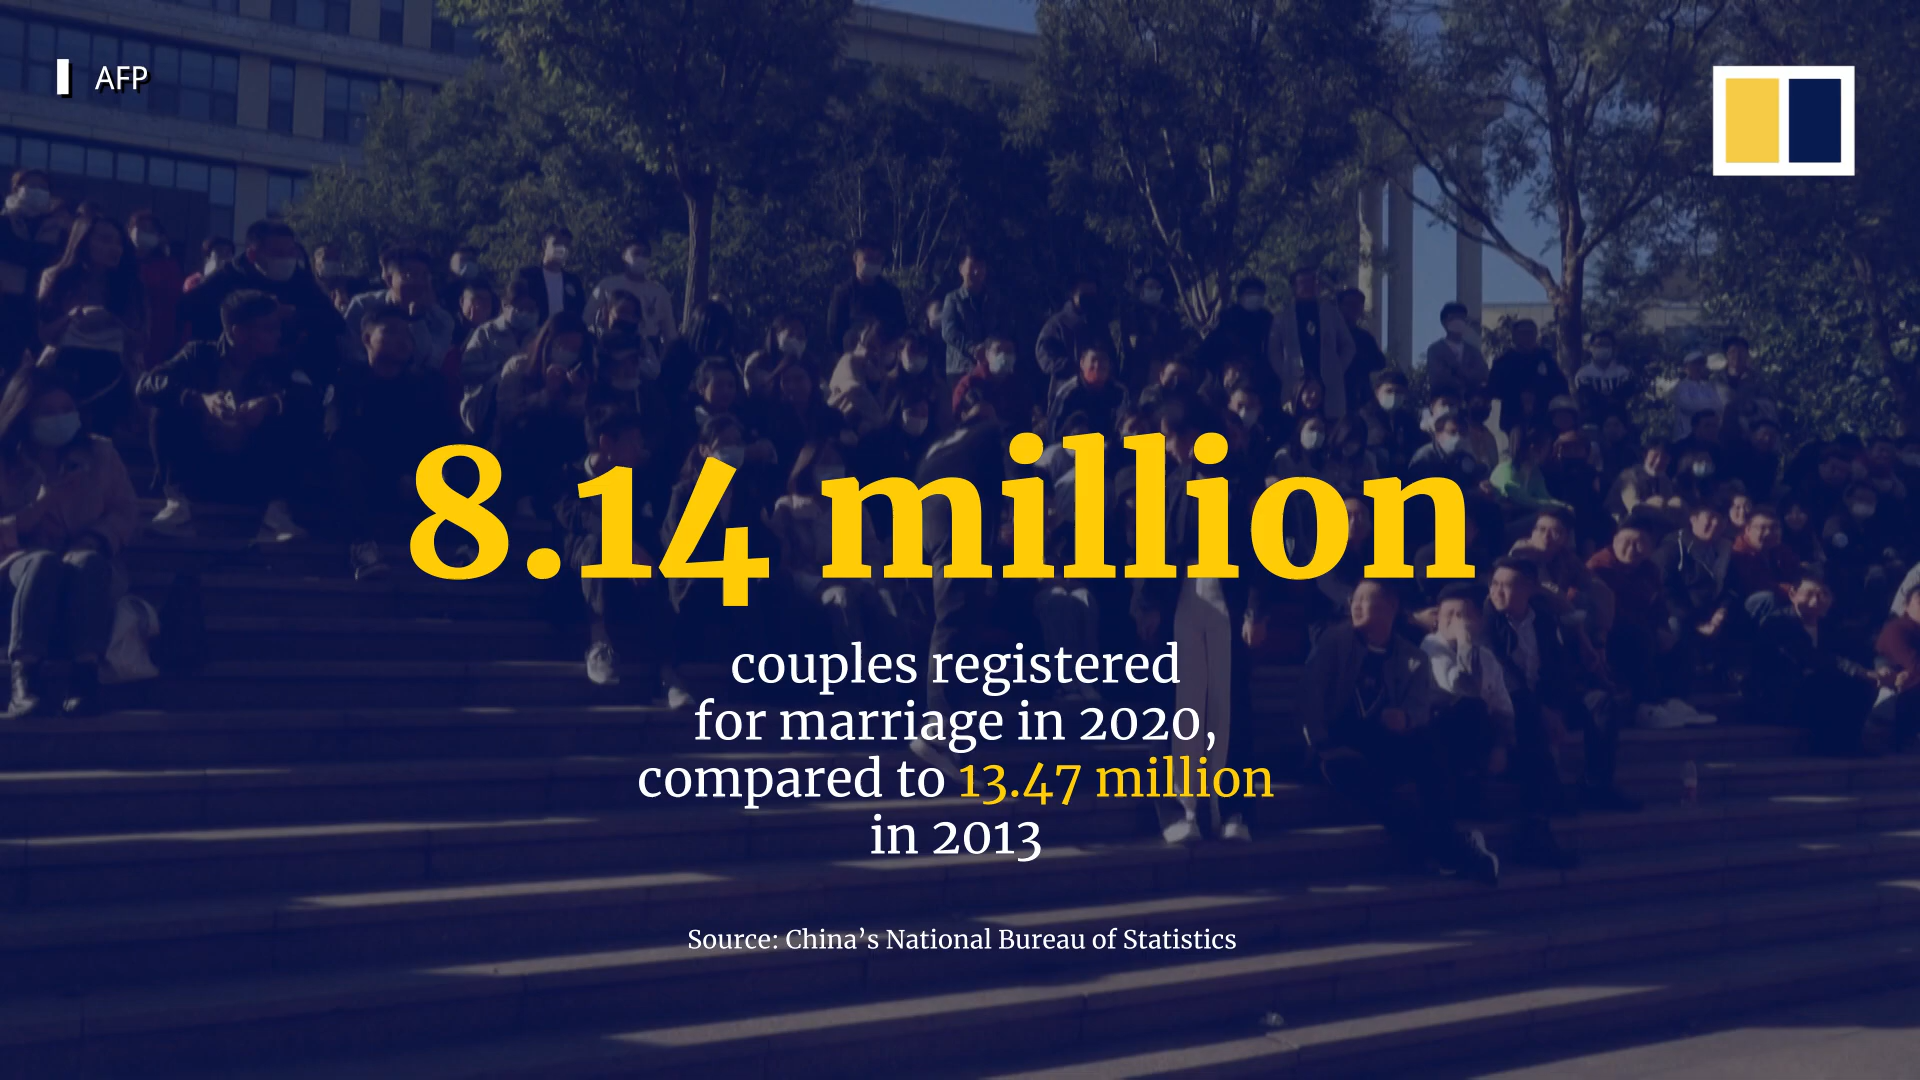 AFP
8.14 million
couples registered
for marriage in 2020,
compared to 13.47 million
in 2013
Source: China’s National Bureau of Statistics